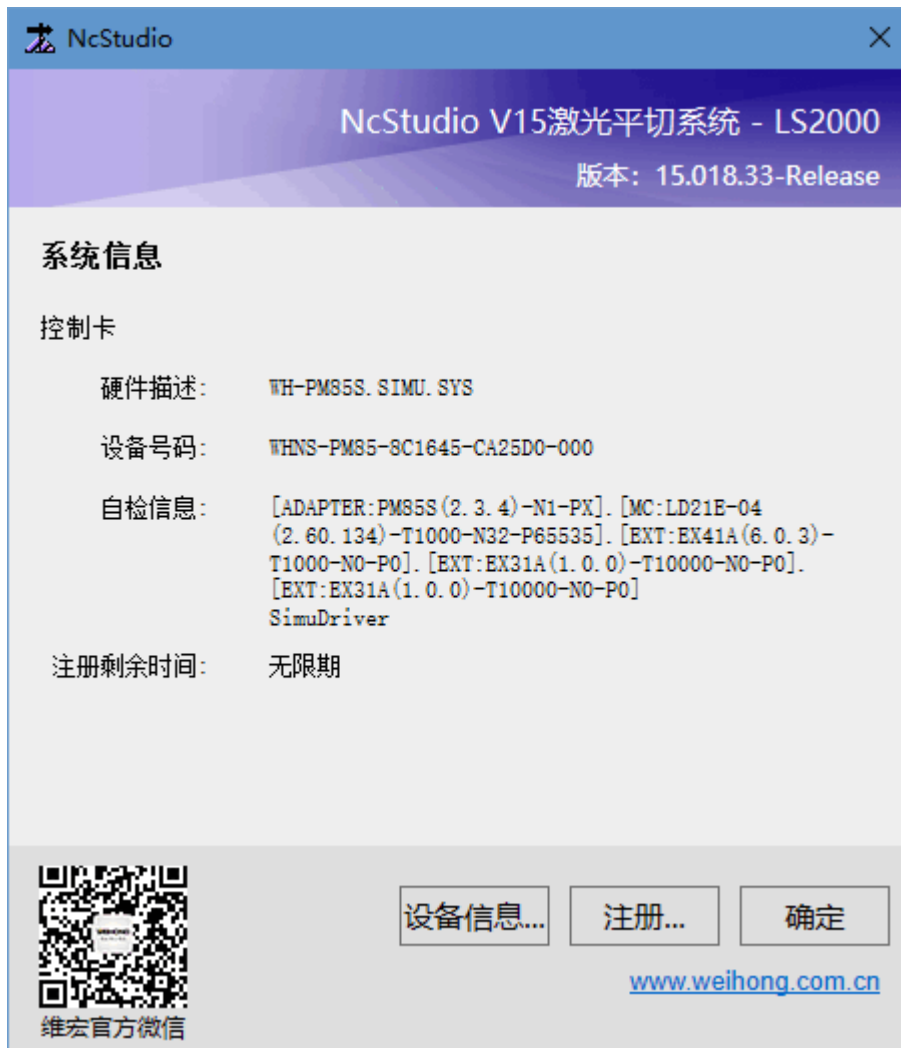 NcStudio
NcStudio V15激光平切系统 - LS2000
版本：15.018.33-Release
系统信息
控制卡
硬件描述： WH-PM85S.SIMU.SYS
设备号码： WHNS-PM85-8C1645-CA25D0-000
自检信息： [ADAPTER:PM85S(2.3.4)-N1-PX].[MC:LD21E-04
(2.60.134)-T1000-N32-P65535].[EXT:EX41A(6.0.3)-
T1000-N0-P0].[EXT:EX31A(1.0.0)-T10000-N0-P0].
[EXT:EX31A(1.0.0)-T10000-N0-P0]
SimuDriver
注册剩余时间： 无限期
设备信息... 注册... 确定
www.weihong.com.cn
维宏官方微信